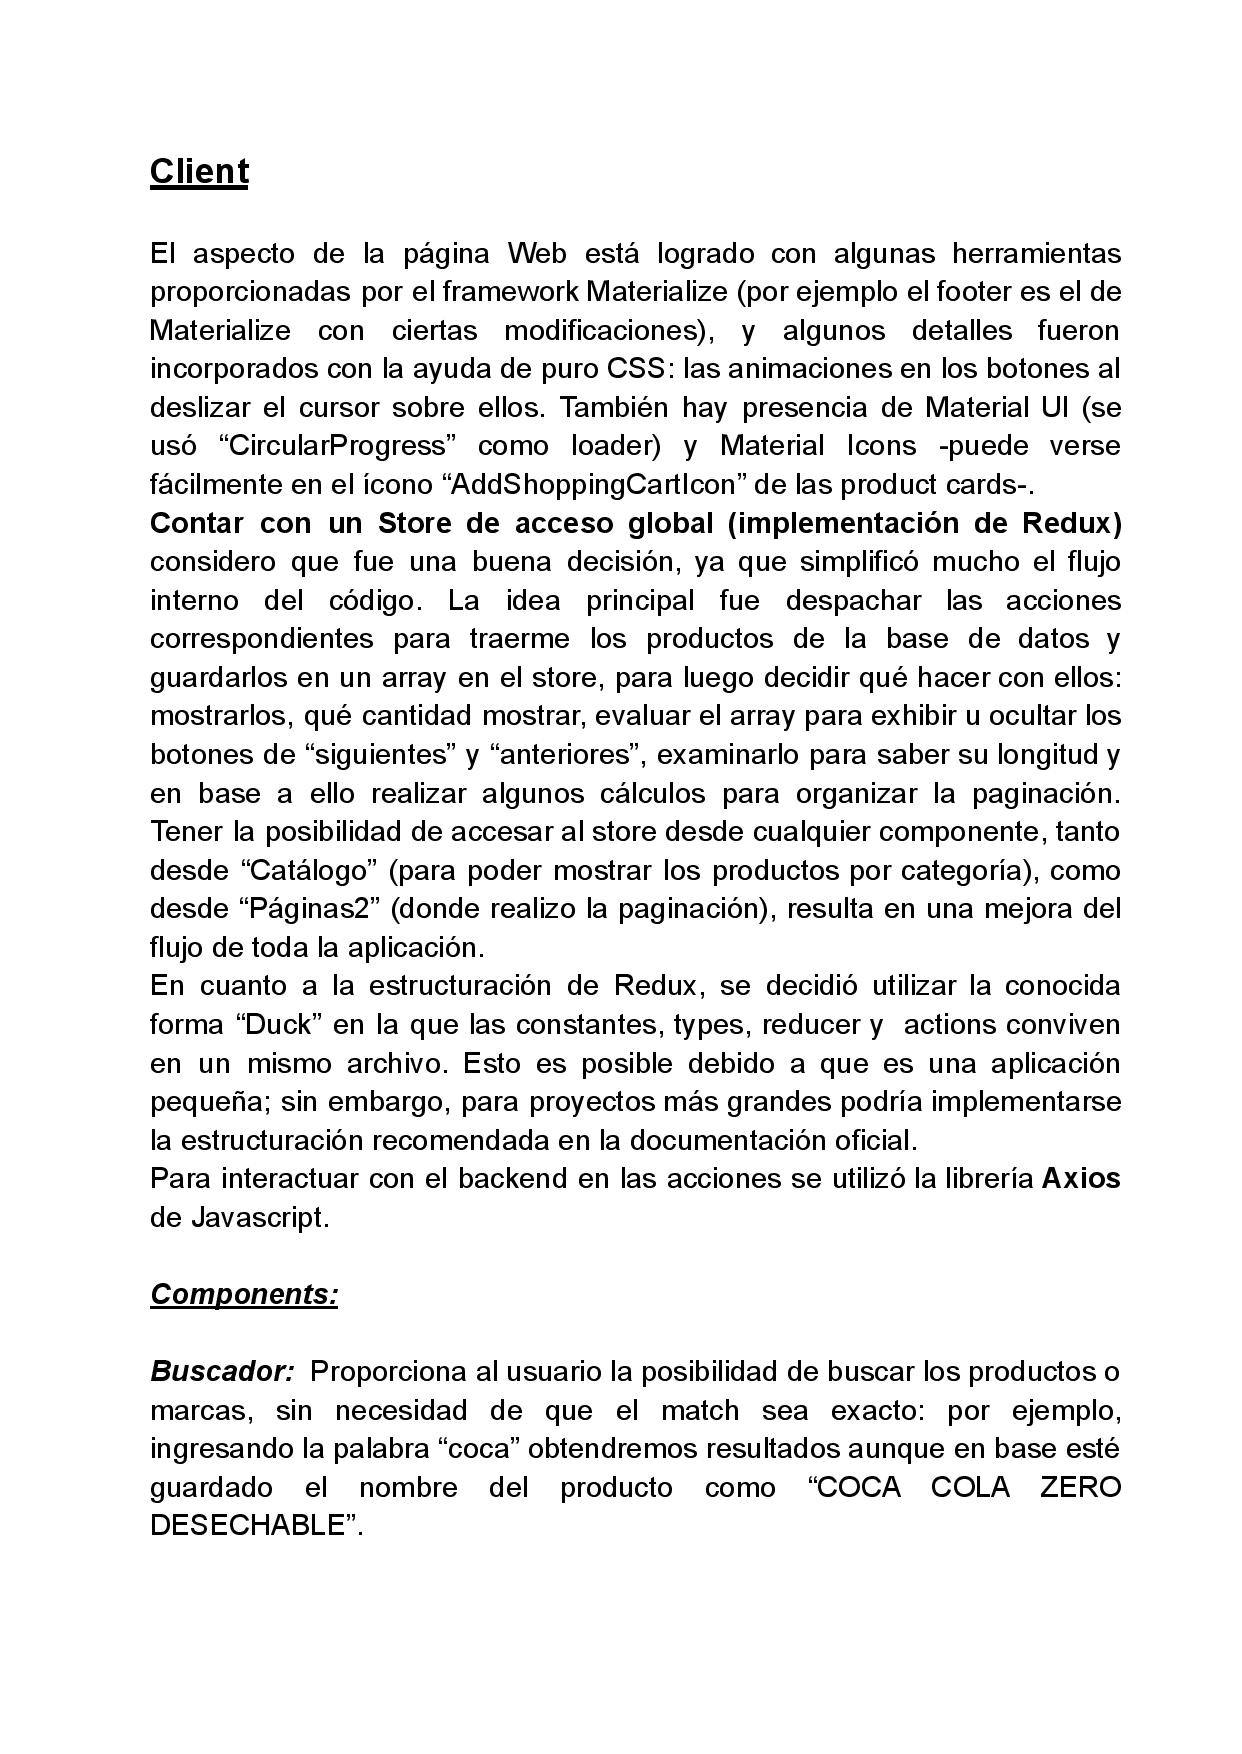 Client
El aspecto de la página Web está logrado con algunas herramientas
proporcionadas por el framework Materialize (por ejemplo el footer es el de
Materialize con ciertas modificaciones), y algunos detalles fueron
incorporados con la ayuda de puro CSS: las animaciones en los botones al
deslizar el cursor sobre ellos. También hay presencia de Material UI (se
usó “CircularProgress” como loader) y Material Icons -puede verse
fácilmente en el ícono “AddShoppingCartIcon” de las product cards-.
Contar con un Store de acceso global (implementación de Redux)
considero que fue una buena decisión, ya que simplificó mucho el flujo
interno del código. La idea principal fue despachar las acciones
correspondientes para traerme los productos de la base de datos y
guardarlos en un array en el store, para luego decidir qué hacer con ellos:
mostrarlos, qué cantidad mostrar, evaluar el array para exhibir u ocultar los
botones de “siguientes” y “anteriores”, examinarlo para saber su longitud y
en base a ello realizar algunos cálculos para organizar la paginación.
Tener la posibilidad de accesar al store desde cualquier componente, tanto
desde “Catálogo” (para poder mostrar los productos por categoría), como
desde “Páginas2” (donde realizo la paginación), resulta en una mejora del
flujo de toda la aplicación.
En cuanto a la estructuración de Redux, se decidió utilizar la conocida
forma “Duck” en la que las constantes, types, reducer y  actions conviven
en un mismo archivo. Esto es posible debido a que es una aplicación
pequeña; sin embargo, para proyectos más grandes podría implementarse
la estructuración recomendada en la documentación oficial.
Para interactuar con el backend en las acciones se utilizó la librería Axios
de Javascript.
Components:
Buscador:  Proporciona al usuario la posibilidad de buscar los productos o
marcas, sin necesidad de que el match sea exacto: por ejemplo,
ingresando la palabra “coca” obtendremos resultados aunque en base esté
guardado el nombre del producto como “COCA COLA ZERO
DESECHABLE”.